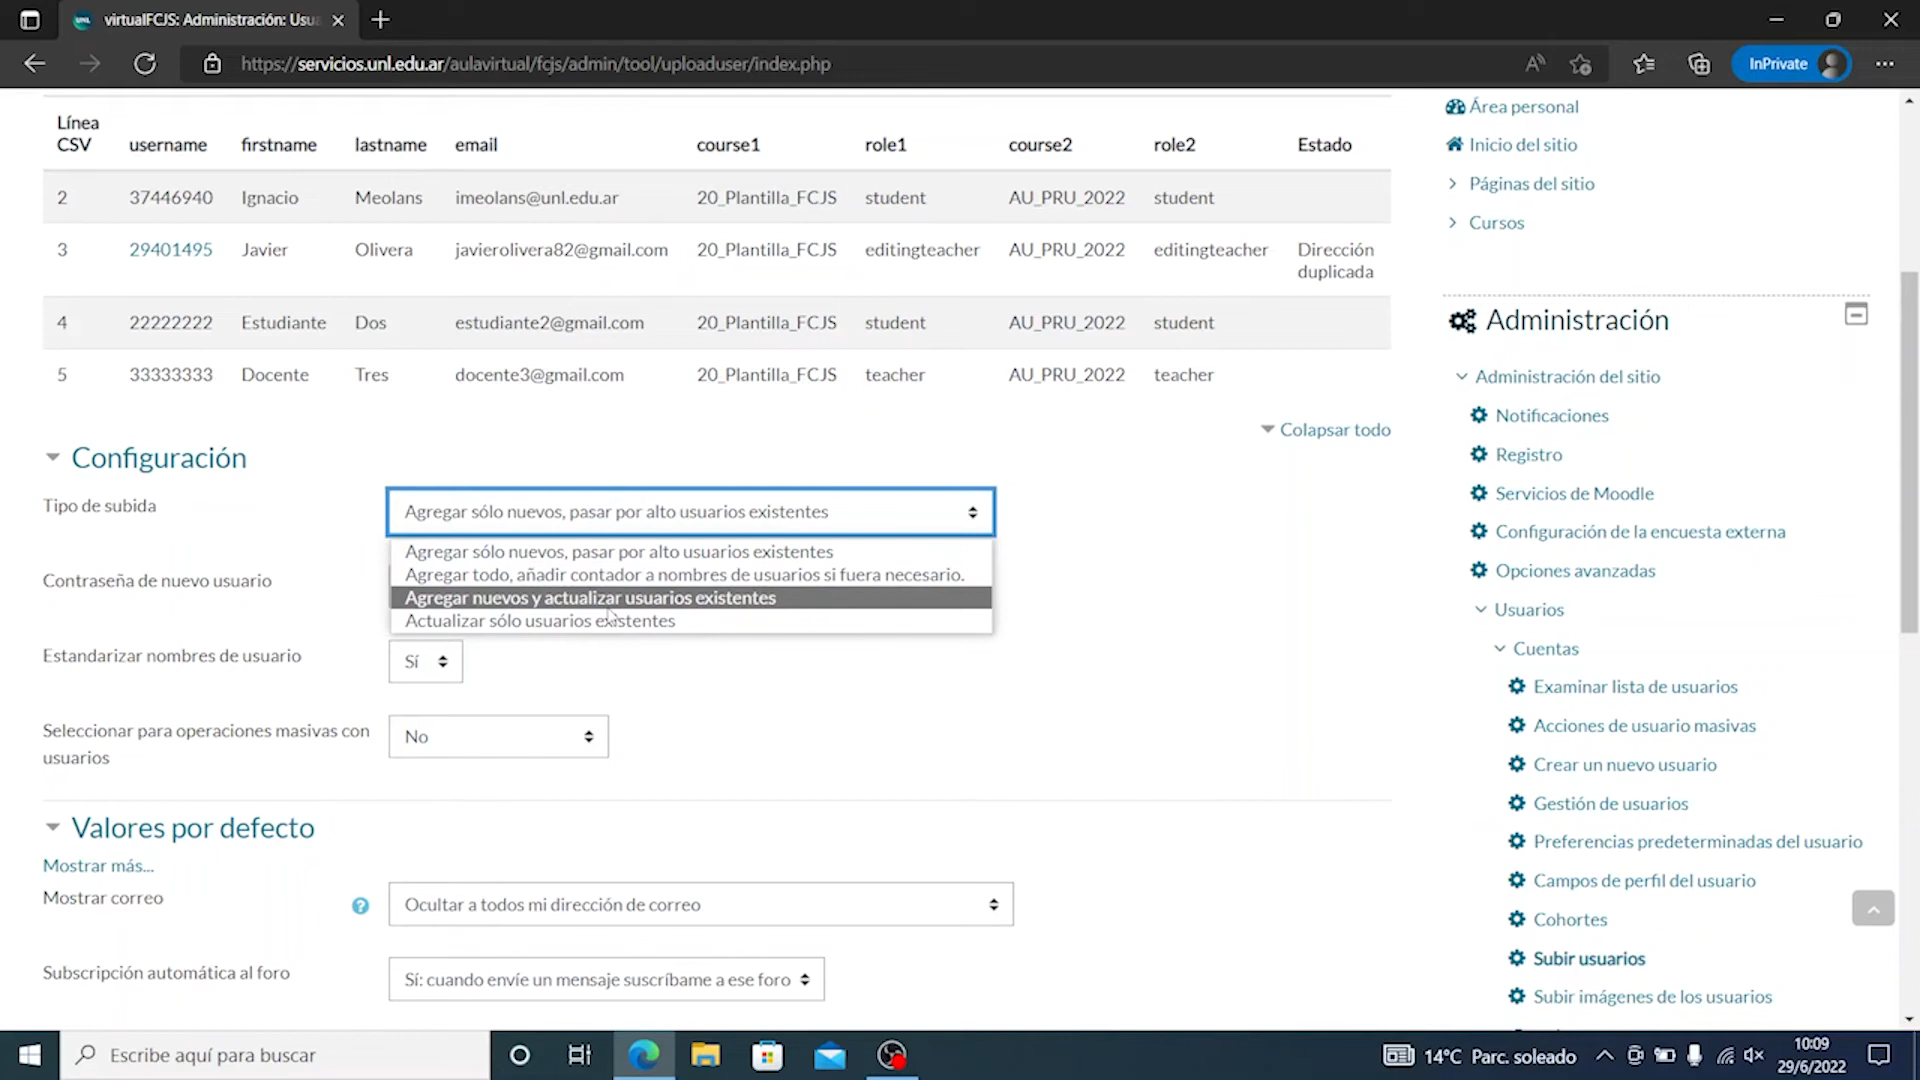 virtualFCJS: Administración: Usua
https://servicios.unl.edu.ar/aulavirtual/fcjs/admin/tool/uploaduser/index.php
InPrivate
Línea CSV username firstname lastname email course1 role1 course2 role2 Estado
2 37446940 Ignacio Meolans imeolans@unl.edu.ar 20_Plantilla_FCJS student AU_PRU_2022 student
3 29401495 Javier Olivera javierolivera82@gmail.com 20_Plantilla_FCJS editingteacher AU_PRU_2022 editingteacher Dirección duplicada
4 22222222 Estudiante Dos estudiante2@gmail.com 20_Plantilla_FCJS student AU_PRU_2022 student
5 33333333 Docente Tres docente3@gmail.com 20_Plantilla_FCJS teacher AU_PRU_2022 teacher
Colapsar todo
Configuración
Tipo de subida
Agregar sólo nuevos, pasar por alto usuarios existentes
Agregar sólo nuevos, pasar por alto usuarios existentes
Agregar todo, añadir contador a nombres de usuarios si fuera necesario.
Agregar nuevos y actualizar usuarios existentes
Actualizar sólo usuarios existentes
Contraseña de nuevo usuario
Estandarizar nombres de usuario
Sí
Seleccionar para operaciones masivas con
usuarios
No
Valores por defecto
Mostrar más...
Mostrar correo
?
Ocultar a todos mi dirección de correo
Subscripción automática al foro
Sí: cuando envíe un mensaje suscríbame a ese foro
Área personal
Inicio del sitio
Páginas del sitio
Cursos
Administración
Administración del sitio
Notificaciones
Registro
Servicios de Moodle
Configuración de la encuesta externa
Opciones avanzadas
Usuarios
Cuentas
Examinar lista de usuarios
Acciones de usuario masivas
Crear un nuevo usuario
Gestión de usuarios
Preferencias predeterminadas del usuario
Campos de perfil del usuario
Cohortes
Subir usuarios
Subir imágenes de los usuarios
Escribe aquí para buscar
14°C Parc. soleado
10:09
29/6/2022